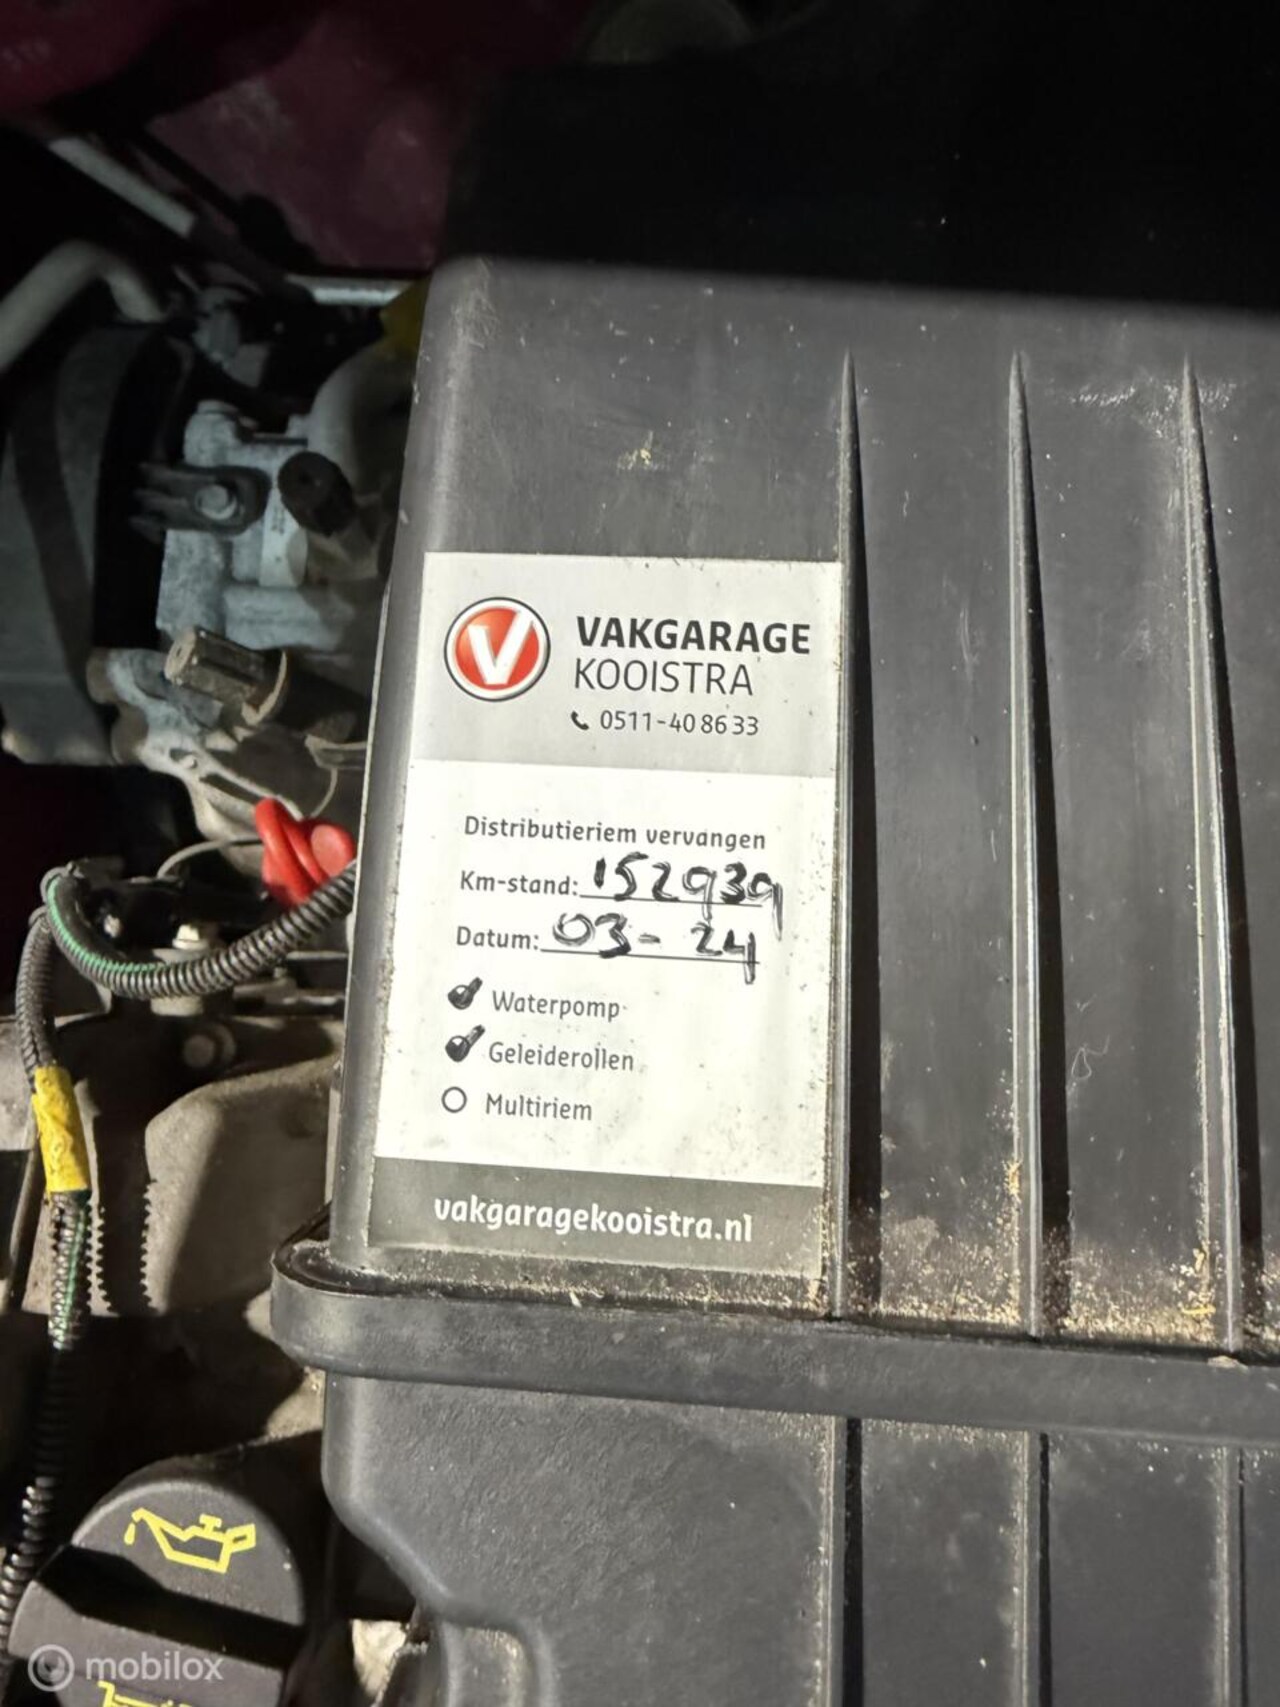 V
VAKGARAGE
KOOISTRA
0511-40 86 33
Distributieriem vervangen
Km-stand: 152939
Datum: 03-24
Waterpomp
Geleiderollen
Multiriem
vakgaragekooistra.nl
mobilox